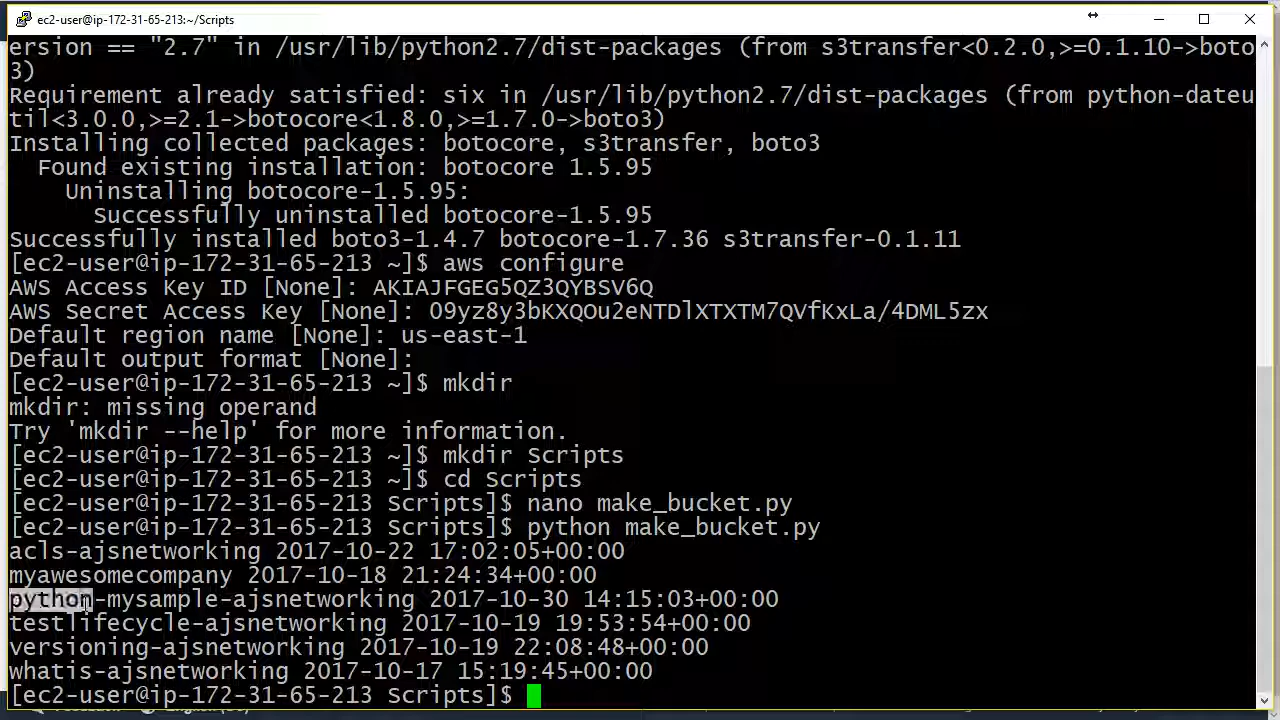 ec2-user@ip-172-31-65-213:~/Scripts
ersion == "2.7" in /usr/lib/python2.7/dist-packages (from s3transfer<0.2.0,>=0.1.10->boto
3)
Requirement already satisfied: six in /usr/lib/python2.7/dist-packages (from python-dateu
til<3.0.0,>=2.1->botocore<1.8.0,>=1.7.0->boto3)
Installing collected packages: botocore, s3transfer, boto3
Found existing installation: botocore 1.5.95
Uninstalling botocore-1.5.95:
Successfully uninstalled botocore-1.5.95
Successfully installed boto3-1.4.7 botocore-1.7.36 s3transfer-0.1.11
[ec2-user@ip-172-31-65-213 ~]$ aws configure
AWS Access Key ID [None]: AKIAJFGEG5QZ3QYBSV6Q
AWS Secret Access Key [None]: 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
Default region name [None]: us-east-1
Default output format [None]:
[ec2-user@ip-172-31-65-213 ~]$ mkdir
mkdir: missing operand
Try 'mkdir --help' for more information.
[ec2-user@ip-172-31-65-213 ~]$ mkdir Scripts
[ec2-user@ip-172-31-65-213 ~]$ cd Scripts
[ec2-user@ip-172-31-65-213 Scripts]$ nano make_bucket.py
[ec2-user@ip-172-31-65-213 Scripts]$ python make_bucket.py
acls-ajsnetworking 2017-10-22 17:02:05+00:00
myawesomecompany 2017-10-18 21:24:34+00:00
python-mysample-ajsnetworking 2017-10-30 14:15:03+00:00
testlifecycle-ajsnetworking 2017-10-19 19:53:54+00:00
versioning-ajsnetworking 2017-10-19 22:08:48+00:00
whatis-ajsnetworking 2017-10-17 15:19:45+00:00
[ec2-user@ip-172-31-65-213 Scripts]$